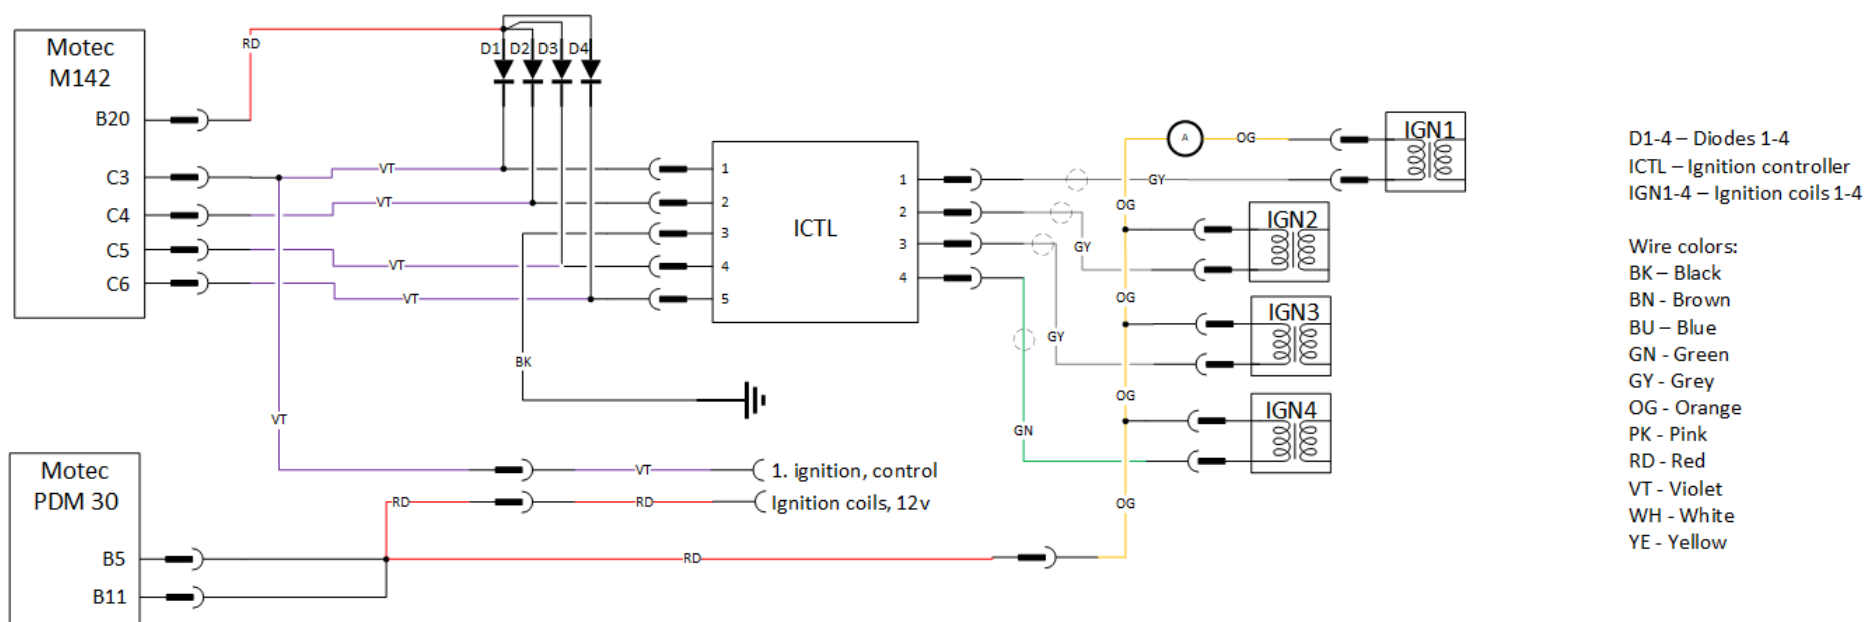 Motec
M142
B20
C3
C4
C5
C6
RD
D1 D2 D3 D4
VT
VT
VT
VT
1
2
3
4
5
ICTL
1
2
3
4
BK
VT
A
OG
GY
OG
GY
OG
GY
OG
GN
OG
IGN1
IGN2
IGN3
IGN4
Motec
PDM 30
B5
B11
VT
1. ignition, control
RD
RD
Ignition coils, 12v
RD
D1-4 – Diodes 1-4
ICTL – Ignition controller
IGN1-4 – Ignition coils 1-4
Wire colors:
BK – Black
BN - Brown
BU – Blue
GN - Green
GY - Grey
OG - Orange
PK - Pink
RD - Red
VT - Violet
WH - White
YE - Yellow